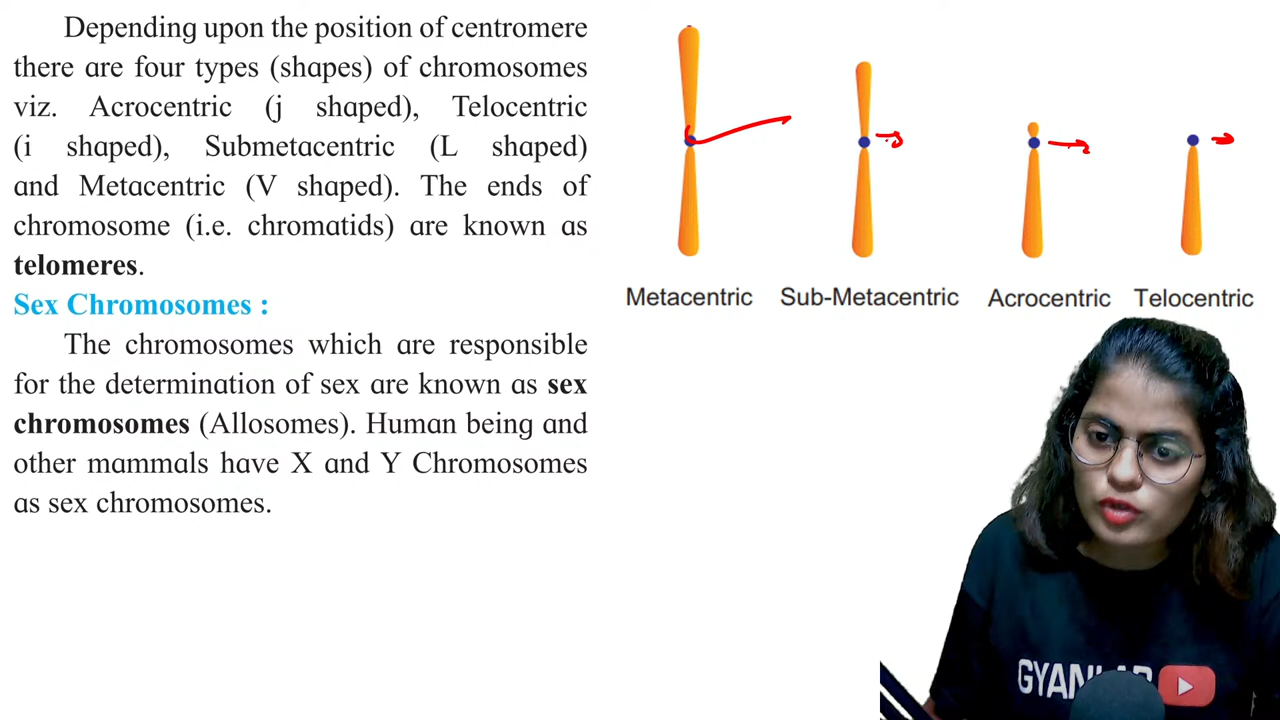 Depending upon the position of centromere
there are four types (shapes) of chromosomes
viz. Acrocentric (j shaped), Telocentric
(i shaped), Submetacentric (L shaped)
and Metacentric (V shaped). The ends of
chromosome (i.e. chromatids) are known as
telomeres.
Sex Chromosomes :
The chromosomes which are responsible
for the determination of sex are known as sex
chromosomes (Allosomes). Human being and
other mammals have X and Y Chromosomes
as sex chromosomes.
Metacentric Sub-Metacentric Acrocentric Telocentric